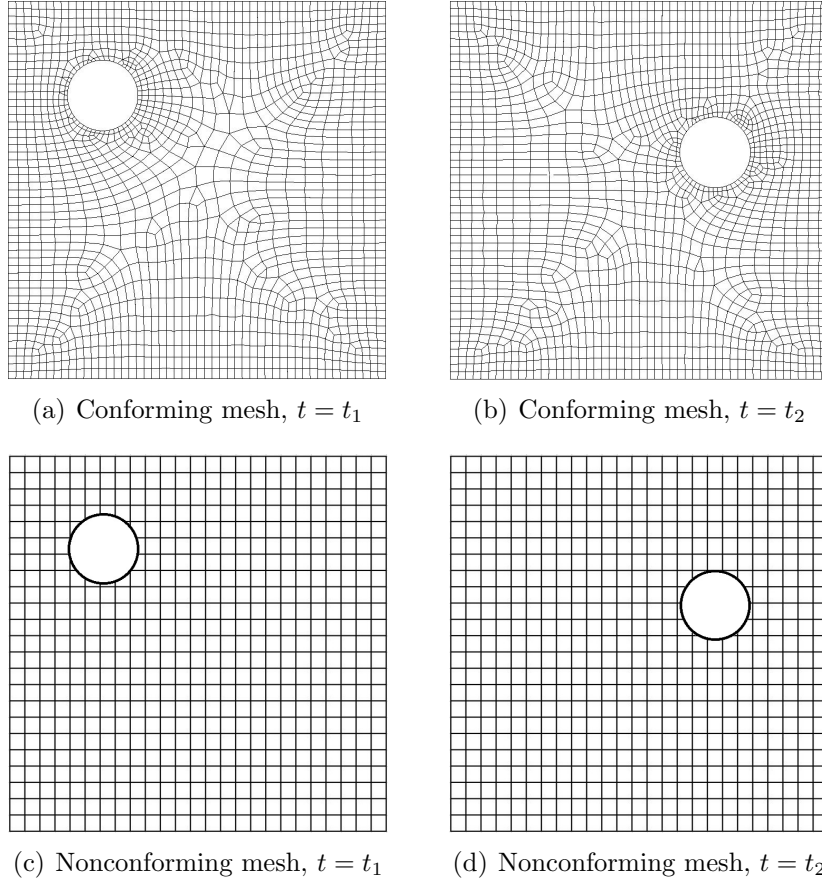 (a) Conforming mesh, t = t₁
(b) Conforming mesh, t = t₂
(c) Nonconforming mesh, t = t₁
(d) Nonconforming mesh, t = t₂